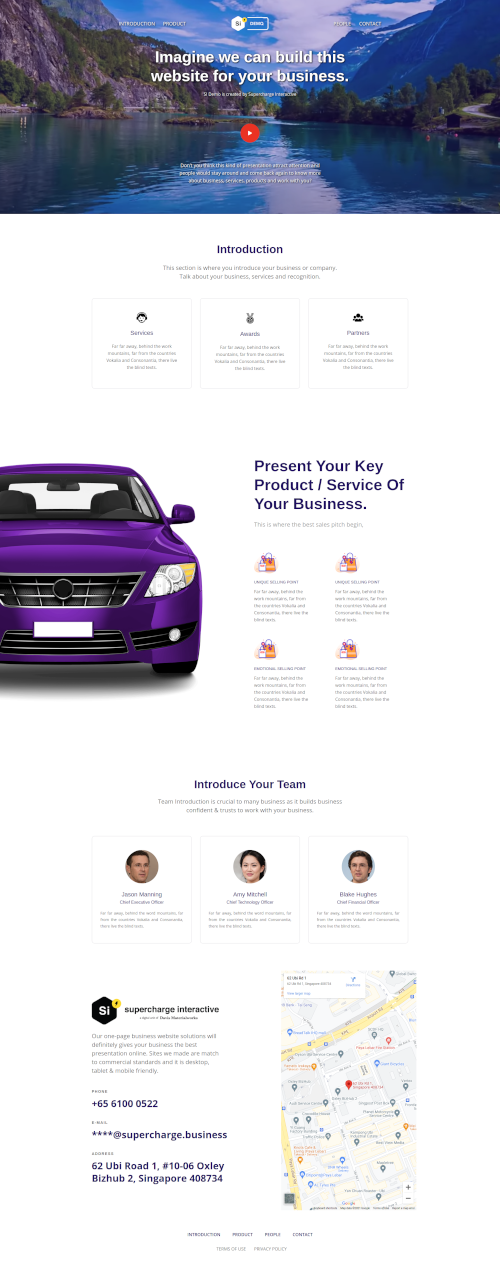 INTRODUCTION PRODUCT Si DEMO PEOPLE CONTACT
Imagine we can build this
website for your business.
Si Demo is created by Supercharge Interactive
Don't you think this kind of presentation attract attention and
people would stay around and come back again to know more
about business, services, products and work with you?
Introduction
This section is where you introduce your business or company.
Talk about your business, services and recognition.
Services
Far far away, behind the work
mountains, far from the countries
Vokalia and Consonantia, there live
the blind texts.
Awards
Far far away, behind the work
mountains, far from the countries
Vokalia and Consonantia, there live
the blind texts.
Partners
Far far away, behind the work
mountains, far from the countries
Vokalia and Consonantia, there live
the blind texts.
Present Your Key
Product / Service Of
Your Business.
This is where the best sales pitch begin.
UNIQUE SELLING POINT
Far far away, behind the
work mountains, far from
the countries Vokalia and
Consonantia, there live the
blind texts.
UNIQUE SELLING POINT
Far far away, behind the
work mountains, far from
the countries Vokalia and
Consonantia, there live the
blind texts.
EMOTIONAL SELLING POINT
Far far away, behind the
work mountains, far from
the countries Vokalia and
Consonantia, there live the
blind texts.
EMOTIONAL SELLING POINT
Far far away, behind the
work mountains, far from
the countries Vokalia and
Consonantia, there live the
blind texts.
Introduce Your Team
Team Introduction is crucial to many business as it builds business
confident & trusts to work with your business.
Jason Manning
Chief Executive Officer
Far far away, behind the word mountains, far
from the countries Vokalia and Consonantia,
there live the blind texts.
Amy Mitchell
Chief Technology Officer
Far far away, behind the word mountains, far
from the countries Vokalia and Consonantia,
there live the blind texts.
Blake Hughes
Chief Financial Officer
Far far away, behind the word mountains, far
from the countries Vokalia and Consonantia,
there live the blind texts.
Si supercharge interactive
Our one-page business website solutions will
definitely gives your business the best
presentation online. Sites we made are match
to commercial standards and it is desktop,
tablet & mobile friendly.
PHONE
+65 6100 0522
E-MAIL
****@supercharge.business
ADDRESS
62 Ubi Road 1, #10-06 Oxley
Bizhub 2, Singapore 408734
62 Ubi Rd 1
62 Ubi Rd 1, Singapore 408734
Directions
View larger map
62 Ubi Rd 1,
Singapore 408734
Google
INTRODUCTION PRODUCT PEOPLE CONTACT
TERMS OF USE PRIVACY POLICY